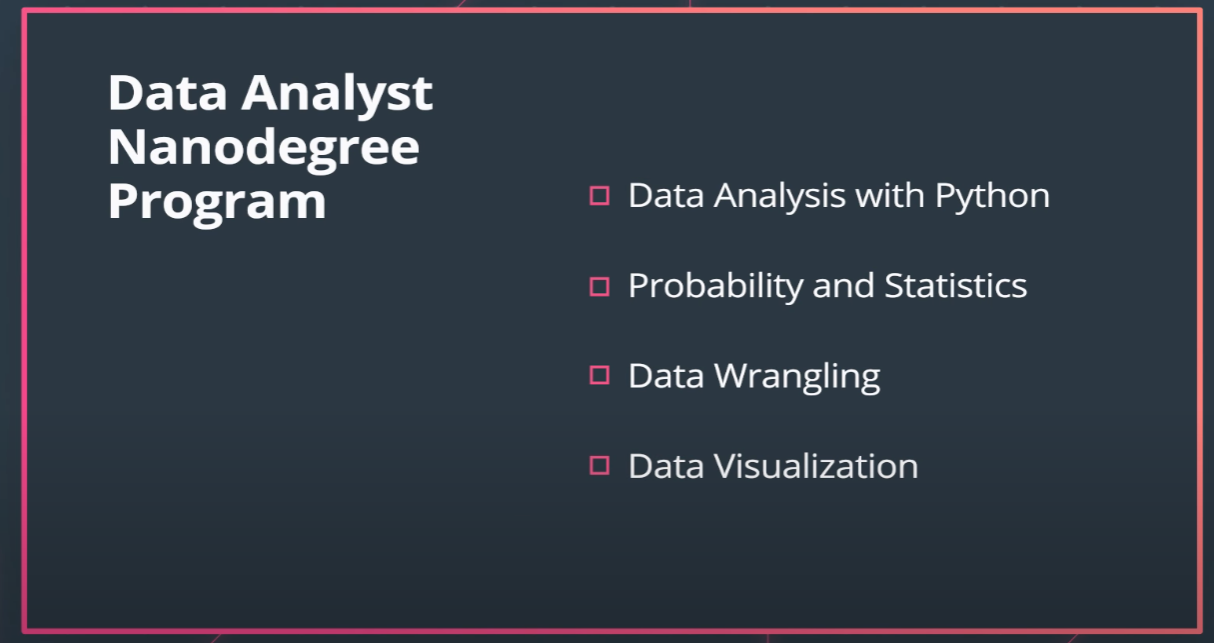 Data Analyst
Nanodegree
Program
Data Analysis with Python
Probability and Statistics
Data Wrangling
Data Visualization